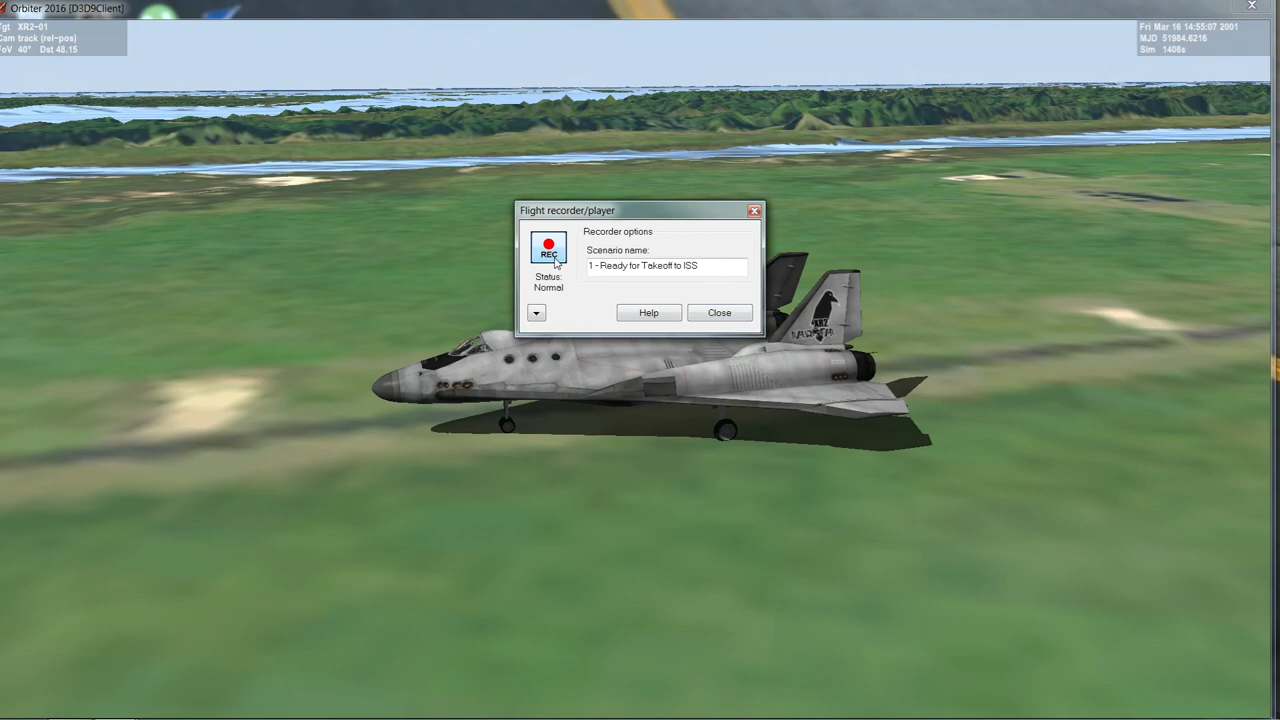 Orbiter 2016 [D3D9Client]
Tgt XR2-01
Cam track (rel-pos)
FoV 40° Dst 48.15
Fri Mar 16 14:55:07 2001
MJD 51984.6216
Sim 1408s
Flight recorder/player
REC
Status:
Normal
Recorder options
Scenario name:
1 - Ready for Takeoff to ISS
Help
Close
XR2